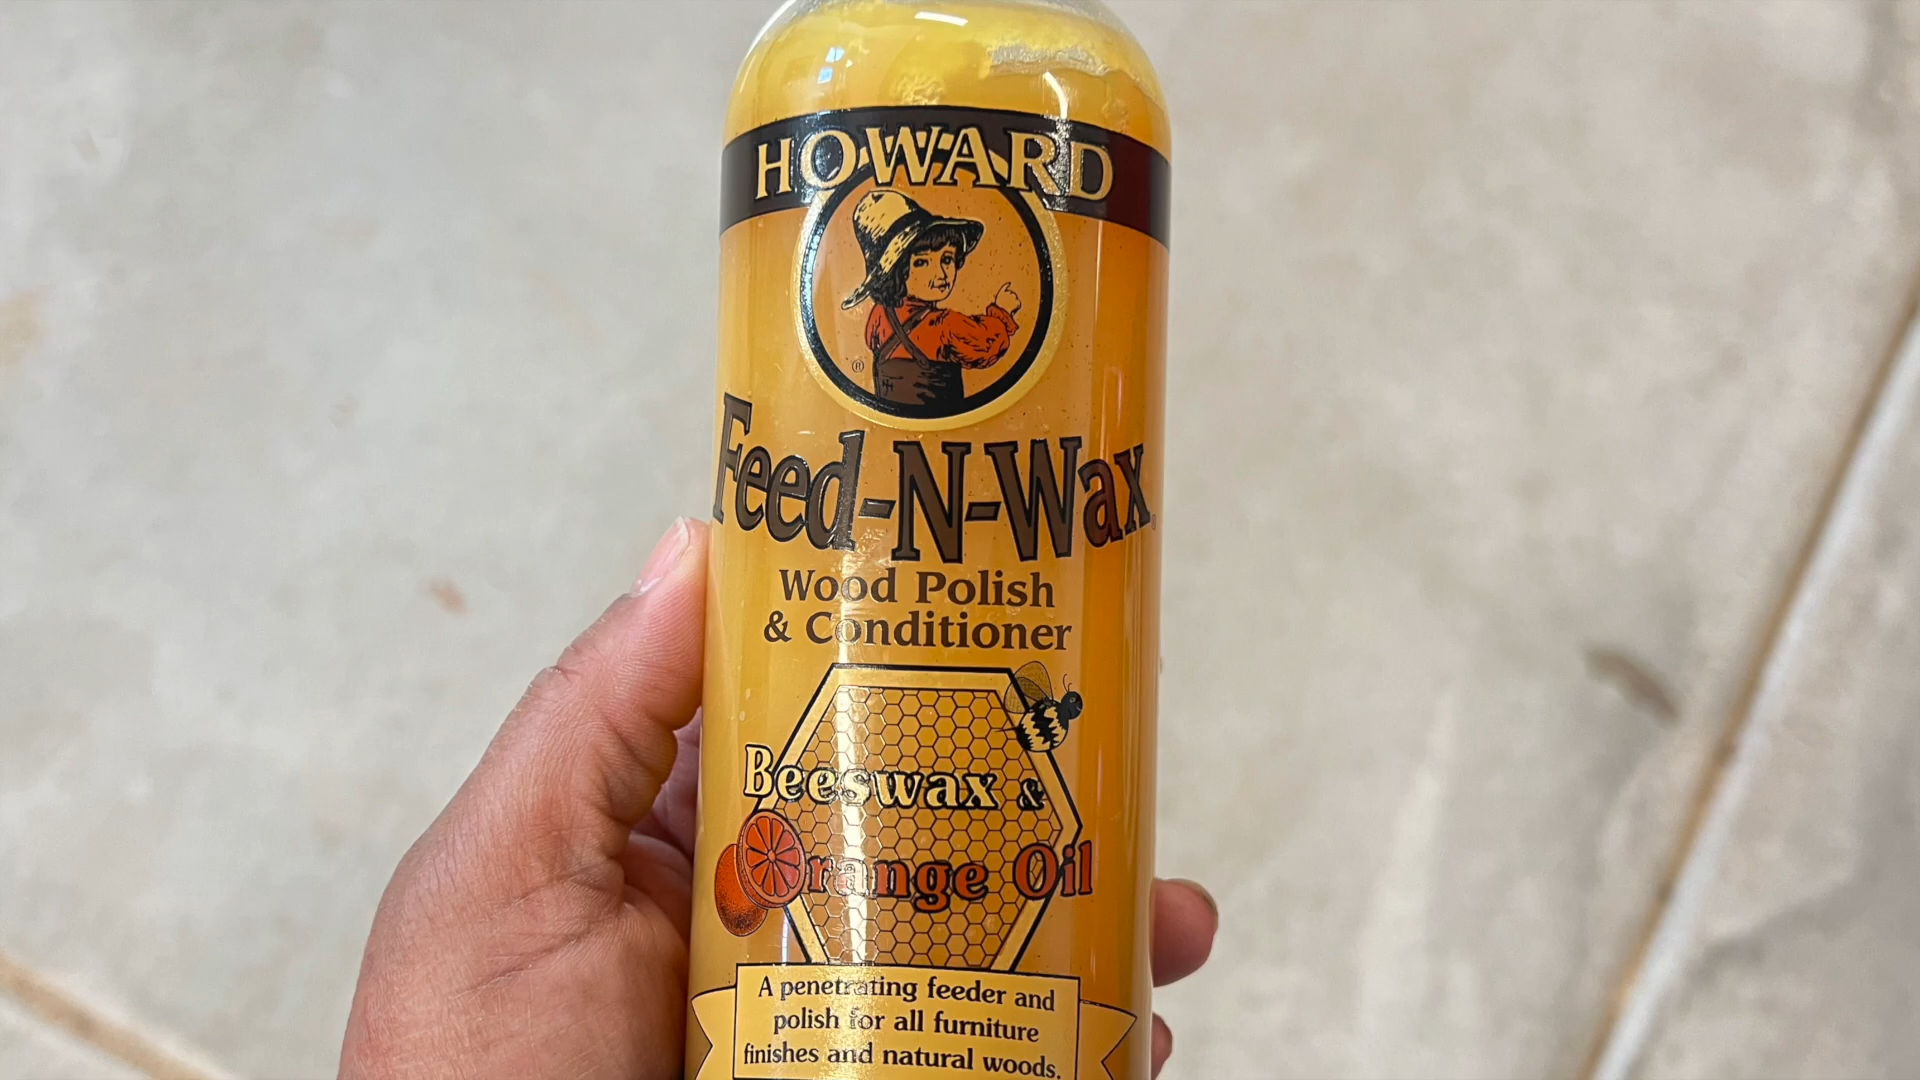 HOWARD
®
Feed-N-Wax
Wood Polish
& Conditioner
Beeswax &
Orange Oil
A penetrating feeder and
polish for all furniture
finishes and natural woods.